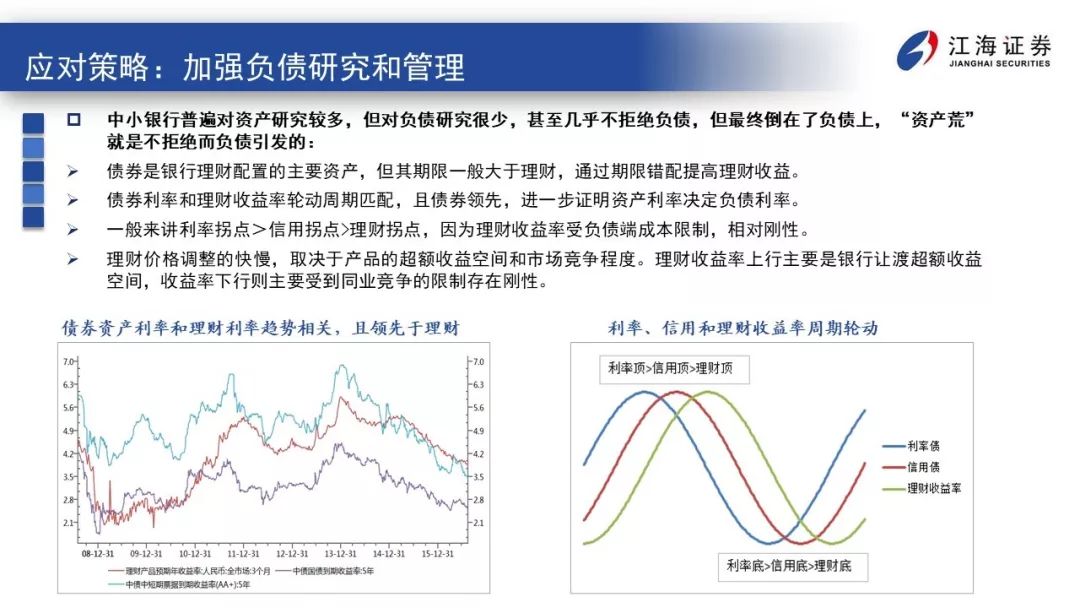 应对策略：加强负债研究和管理
江海证券
JIANGHAI SECURITIES
中小银行普遍对资产研究较多，但对负债研究很少，甚至几乎不拒绝负债，但最终倒在了负债上，“资产荒”
就是不拒绝而负债引发的：
债券是银行理财配置的主要资产，但其期限一般大于理财，通过期限错配提高理财收益。
债券利率和理财收益率轮动周期匹配，且债券领先，进一步证明资产利率决定负债利率。
一般来讲利率拐点＞信用拐点>理财拐点，因为理财收益率受负债端成本限制，相对刚性。
理财价格调整的快慢，取决于产品的超额收益空间和市场竞争程度。理财收益率上行主要是银行让渡超额收益
空间，收益率下行则主要受到同业竞争的限制存在刚性。
债券资产利率和理财利率趋势相关，且领先于理财
7.0 7.0
6.3 6.3
5.6 5.6
4.9 4.9
4.2 4.2
3.5 3.5
2.8 2.8
2.1 2.1
08-12-31 09-12-31 10-12-31 11-12-31 12-12-31 13-12-31 14-12-31 15-12-31
理财产品预期年收益率:人民币:全市场:3个月 中债国债到期收益率:5年
中债中短期票据到期收益率(AA+):5年
利率、信用和理财收益率周期轮动
利率顶>信用顶>理财顶
利率债
信用债
理财收益率
利率底>信用底>理财底